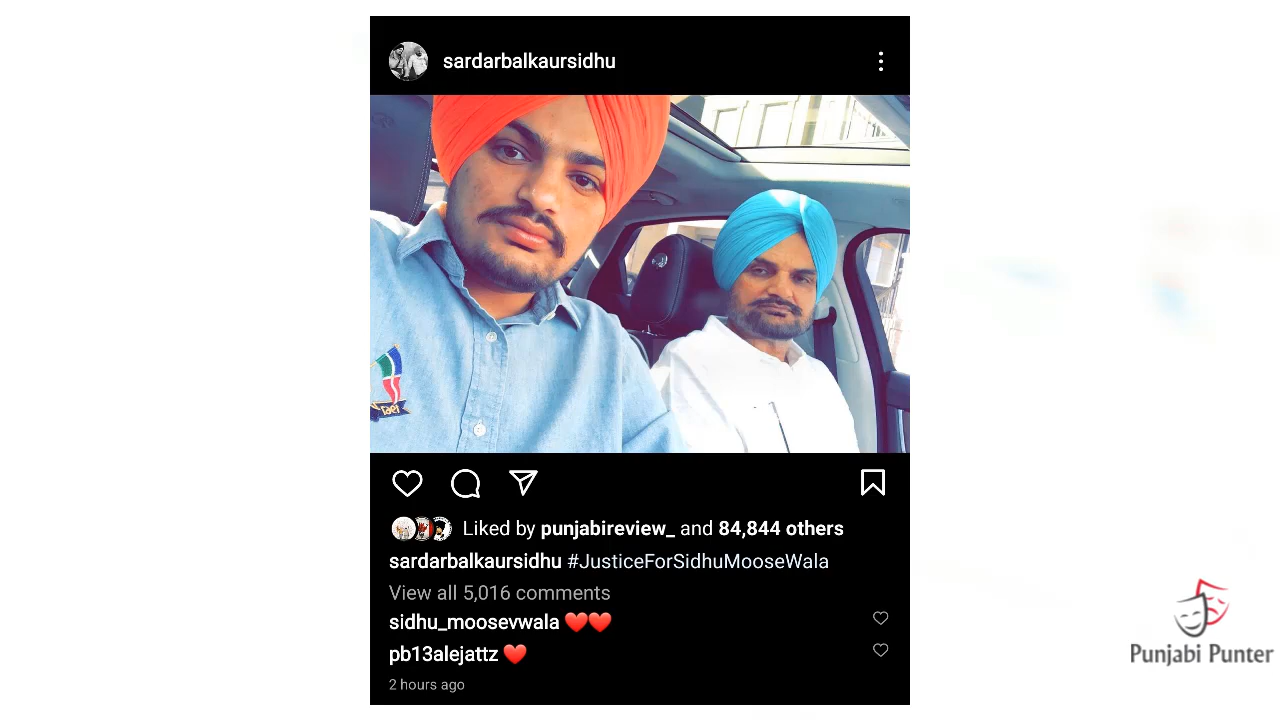 sardarbalkaursidhu
1981
Liked by punjabireview_ and 84,844 others
sardarbalkaursidhu #JusticeForSidhuMooseWala
View all 5,016 comments
sidhu_moosevwala ❤️❤️
pb13alejattz ❤️
2 hours ago
Punjabi Punter